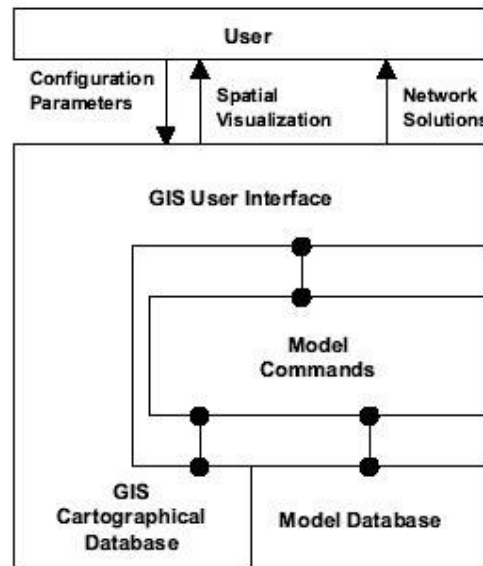 User
Configuration
Parameters
Spatial
Visualization
Network
Solutions
GIS User Interface
Model
Commands
GIS
Cartographical
Database
Model Database